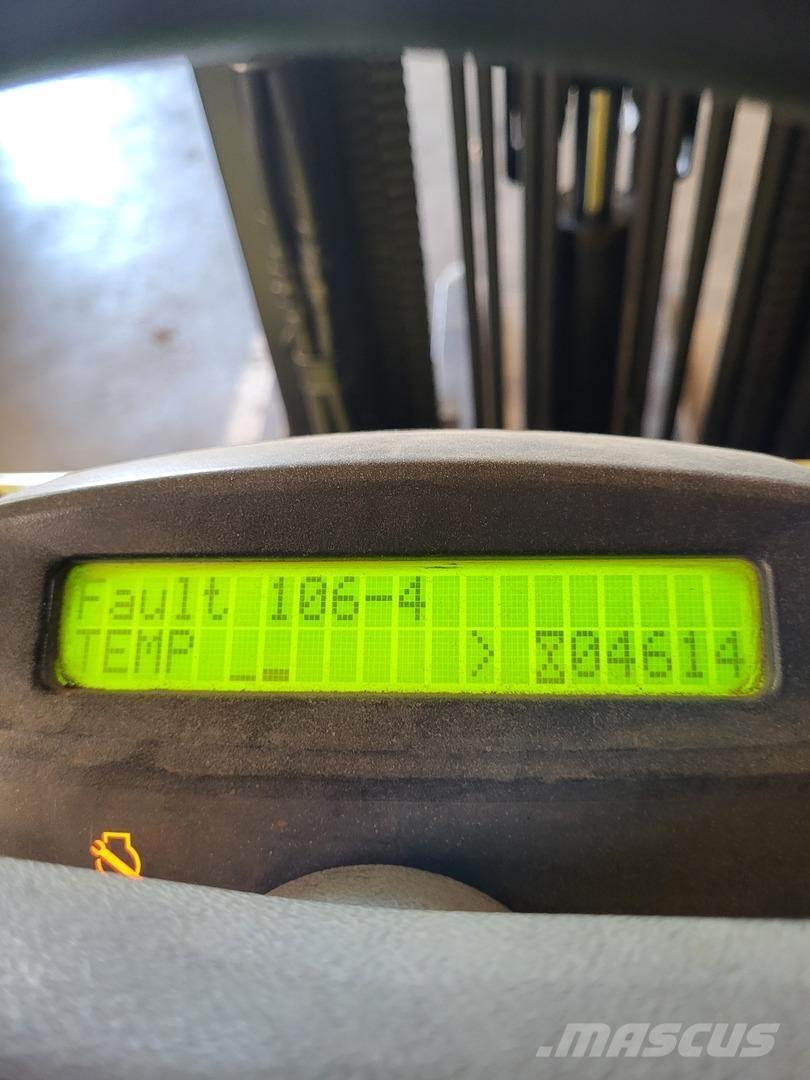 Fault 106-4
TEMP _ _ > ⌛04614
MASCUS